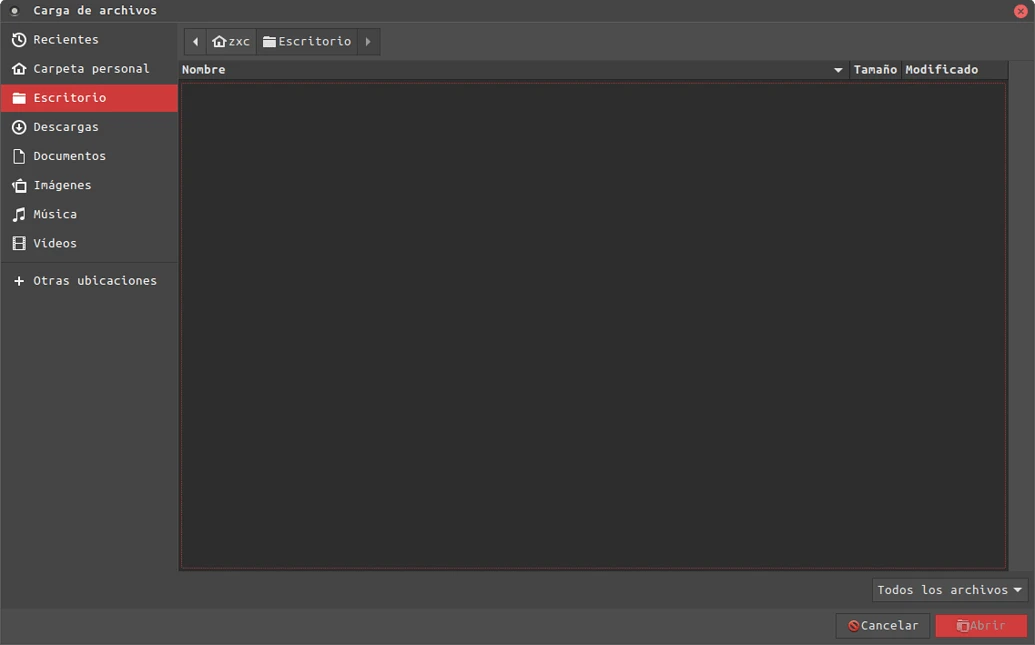 Carga de archivos
Recientes
Carpeta personal
Escritorio
Descargas
Documentos
Imágenes
Música
Vídeos
Otras ubicaciones
zxc Escritorio
Nombre Tamaño Modificado
Todos los archivos
Cancelar Abrir